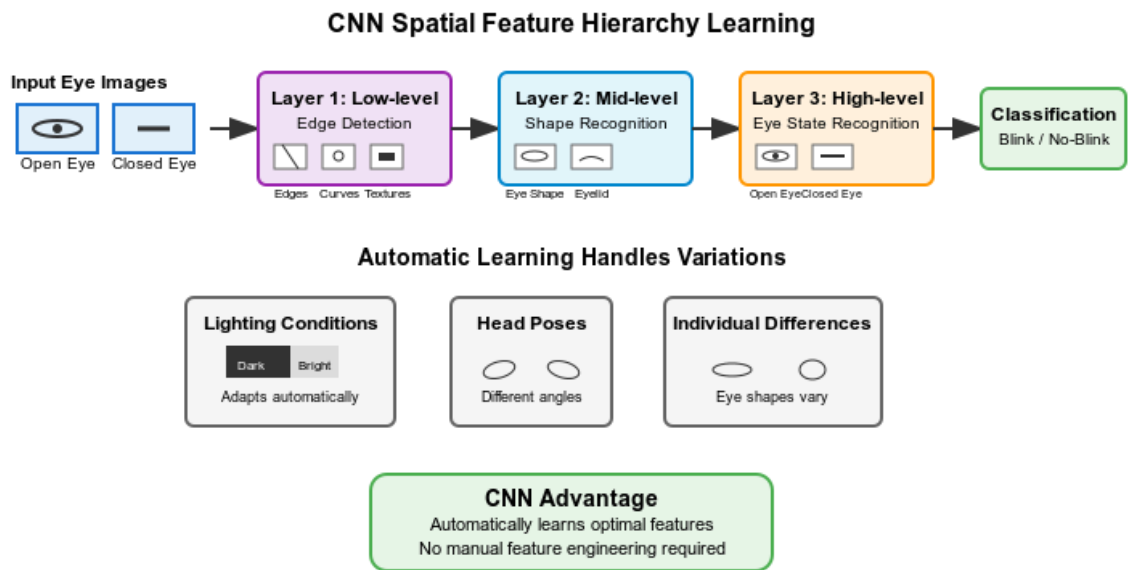 CNN Spatial Feature Hierarchy Learning
Input Eye Images
Open Eye
Closed Eye
Layer 1: Low-level
Edge Detection
Edges
Curves
Textures
Layer 2: Mid-level
Shape Recognition
Eye Shape
Eyelid
Layer 3: High-level
Eye State Recognition
Open Eye
Closed Eye
Classification
Blink / No-Blink
Automatic Learning Handles Variations
Lighting Conditions
Dark
Bright
Adapts automatically
Head Poses
Different angles
Individual Differences
Eye shapes vary
CNN Advantage
Automatically learns optimal features
No manual feature engineering required